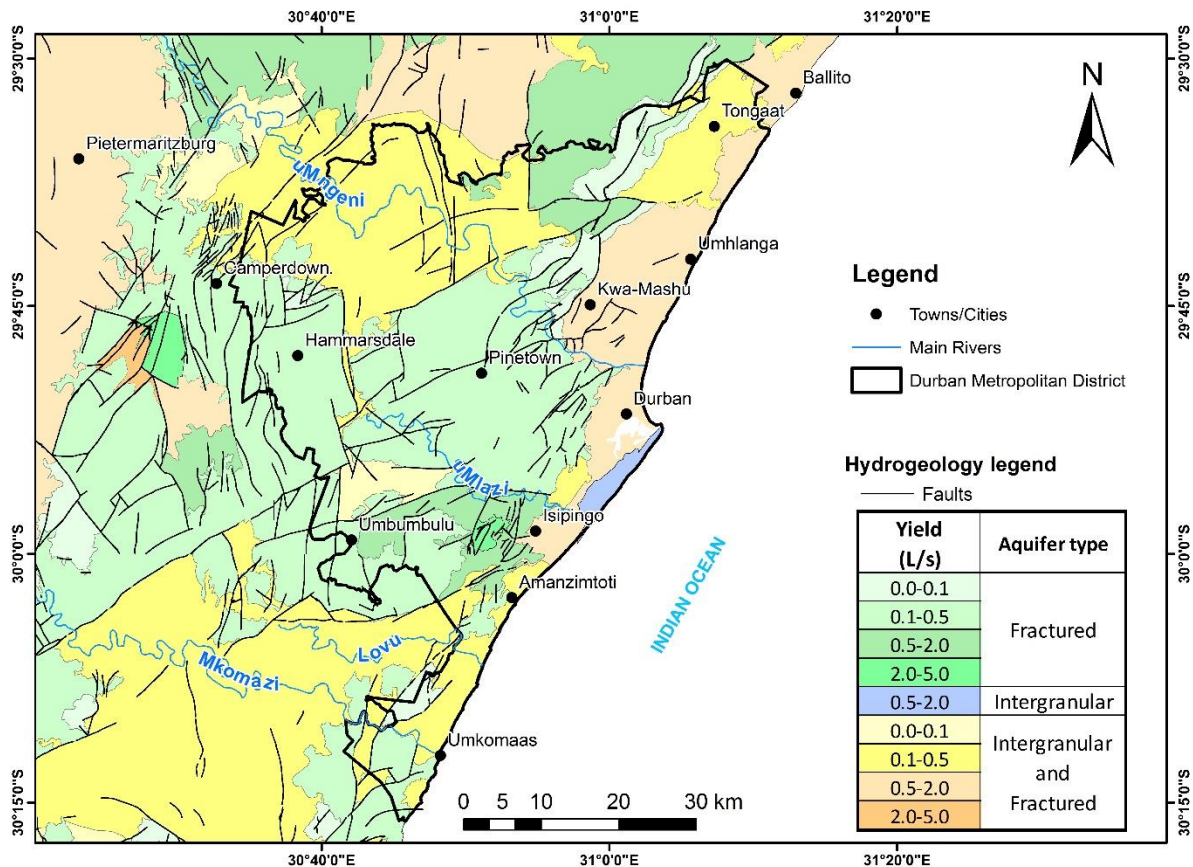 30°40'0"E
31°0'0"E
31°20'0"E
29°30'0"S
29°30'0"S
Ballito
N
Tongaat
Pietermaritzburg
uMngeni
Umhlanga
Camperdown.
Legend
Kwa-Mashu
29°45'0"S
29°45'0"S
Towns/Cities
Hammarsdale
Main Rivers
Pinetown
Durban Metropolitan District
Durban
Hydrogeology legend
uMlazi
Faults
Isipingo
Umbumbulu
30°0'0"S
30°0'0"S
Amanzimtoti
INDIAN OCEAN
Lovu
Mkomazi
Umkomaas
Yield
(L/s)
Aquifer type
0.0-0.1
0.1-0.5
0.5-2.0
2.0-5.0
Fractured
0.5-2.0
Intergranular
0.0-0.1
0.1-0.5
0.5-2.0
2.0-5.0
Intergranular
and
Fractured
30°15'0"S
30°15'0"S
0 5 10 20 30 km
30°40'0"E
31°0'0"E
31°20'0"E